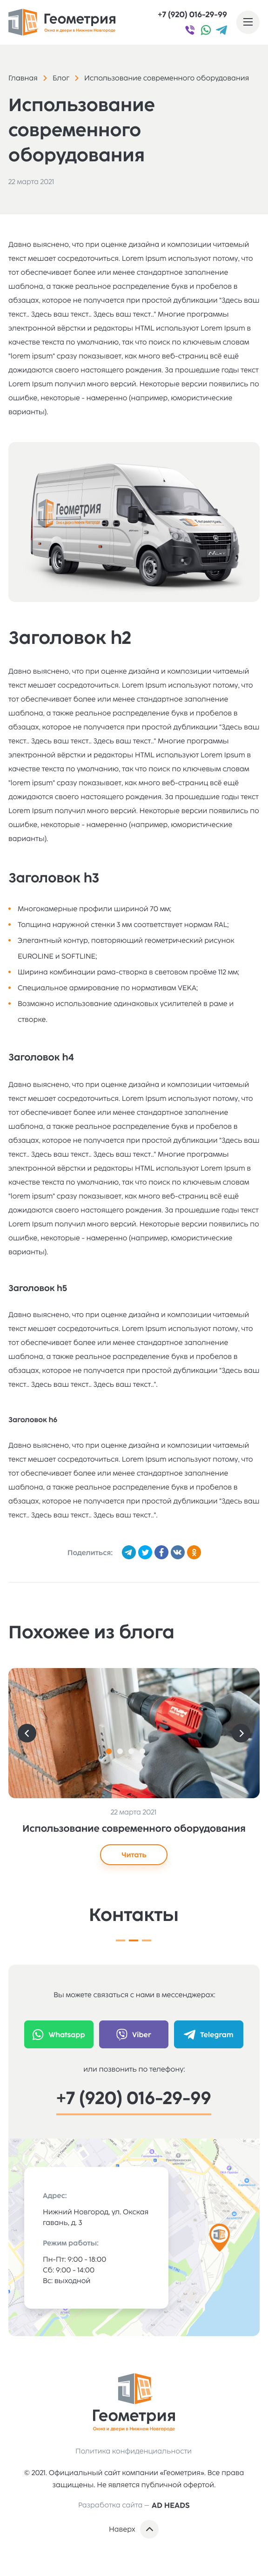 Геометрия
Окна и двери в Нижнем Новгороде
+7 (920) 016-29-99
Главная > Блог > Использование современного оборудования
Использование
современного
оборудования
22 марта 2021
Давно выяснено, что при оценке дизайна и композиции читаемый
текст мешает сосредоточиться. Lorem Ipsum используют потому, что
тот обеспечивает более или менее стандартное заполнение
шаблона, а также реальное распределение букв и пробелов в
абзацах, которое не получается при простой дубликации "Здесь ваш
текст.. Здесь ваш текст.. Здесь ваш текст.." Многие программы
электронной вёрстки и редакторы HTML используют Lorem Ipsum в
качестве текста по умолчанию, так что поиск по ключевым словам
"lorem ipsum" сразу показывает, как много веб-страниц всё ещё
дожидаются своего настоящего рождения. За прошедшие годы текст
Lorem Ipsum получил много версий. Некоторые версии появились по
ошибке, некоторые - намеренно (например, юмористические
варианты).
Геометрия
Геометрия
Заголовок h2
Давно выяснено, что при оценке дизайна и композиции читаемый
текст мешает сосредоточиться. Lorem Ipsum используют потому, что
тот обеспечивает более или менее стандартное заполнение
шаблона, а также реальное распределение букв и пробелов в
абзацах, которое не получается при простой дубликации "Здесь ваш
текст.. Здесь ваш текст.. Здесь ваш текст.." Многие программы
электронной вёрстки и редакторы HTML используют Lorem Ipsum в
качестве текста по умолчанию, так что поиск по ключевым словам
"lorem ipsum" сразу показывает, как много веб-страниц всё ещё
дожидаются своего настоящего рождения. За прошедшие годы текст
Lorem Ipsum получил много версий. Некоторые версии появились по
ошибке, некоторые - намеренно (например, юмористические
варианты).
Заголовок h3
Многокамерные профили шириной 70 мм;
Толщина наружной стенки 3 мм соответствует нормам RAL;
Элегантный контур, повторяющий геометрический рисунок
EUROLINE и SOFTLINE;
Ширина комбинации рама-створка в световом проёме 112 мм;
Специальное армирование по нормативам VEKA;
Возможно использование одинаковых усилителей в раме и
створке.
Заголовок h4
Давно выяснено, что при оценке дизайна и композиции читаемый
текст мешает сосредоточиться. Lorem Ipsum используют потому, что
тот обеспечивает более или менее стандартное заполнение
шаблона, а также реальное распределение букв и пробелов в
абзацах, которое не получается при простой дубликации "Здесь ваш
текст.. Здесь ваш текст.. Здесь ваш текст.." Многие программы
электронной вёрстки и редакторы HTML используют Lorem Ipsum в
качестве текста по умолчанию, так что поиск по ключевым словам
"lorem ipsum" сразу показывает, как много веб-страниц всё ещё
дожидаются своего настоящего рождения. За прошедшие годы текст
Lorem Ipsum получил много версий. Некоторые версии появились по
ошибке, некоторые - намеренно (например, юмористические
варианты).
Заголовок h5
Давно выяснено, что при оценке дизайна и композиции читаемый
текст мешает сосредоточиться. Lorem Ipsum используют потому, что
тот обеспечивает более или менее стандартное заполнение
шаблона, а также реальное распределение букв и пробелов в
абзацах, которое не получается при простой дубликации "Здесь ваш
текст.. Здесь ваш текст.. Здесь ваш текст..".
Заголовок h6
Давно выяснено, что при оценке дизайна и композиции читаемый
текст мешает сосредоточиться. Lorem Ipsum используют потому, что
тот обеспечивает более или менее стандартное заполнение
шаблона, а также реальное распределение букв и пробелов в
абзацах, которое не получается при простой дубликации "Здесь ваш
текст.. Здесь ваш текст.. Здесь ваш текст..".
Поделиться:
Похожее из блога
22 марта 2021
Использование современного оборудования
Читать
Контакты
Вы можете связаться с нами в мессенджерах:
Whatsapp
Viber
Telegram
или позвонить по телефону:
+7 (920) 016-29-99
Адрес:
Нижний Новгород, ул. Окская
гавань, д. 3
Режим работы:
Пн-Пт: 9:00 - 18:00
Сб: 9:00 - 14:00
Вс: выходной
Геометрия
Окна и двери в Нижнем Новгороде
Политика конфиденциальности
© 2021. Официальный сайт компании «Геометрия». Все права
защищены. Не является публичной офертой.
Разработка сайта — AD HEADS
Наверх